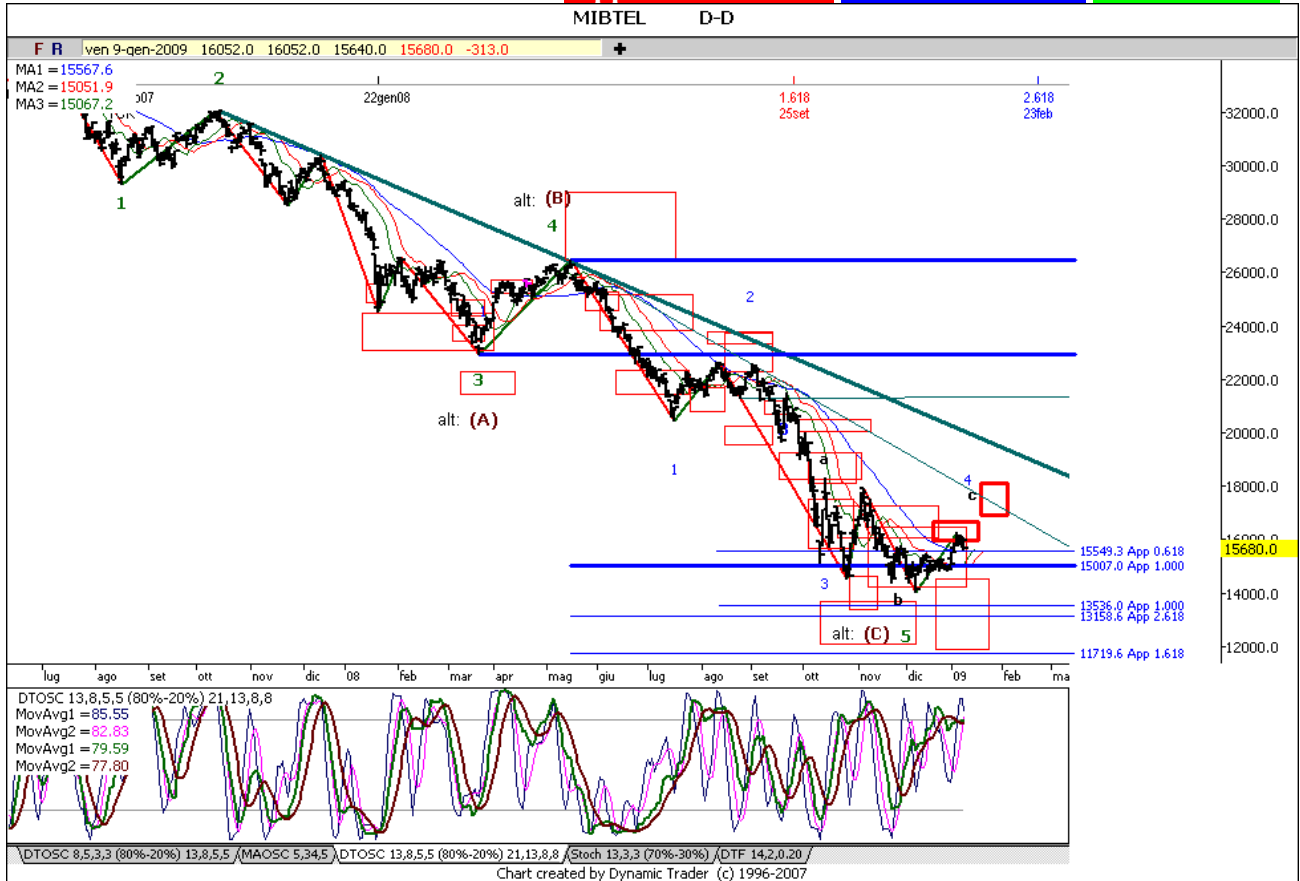 MIBTEL D-D
F R ven 9-gen-2009 16052.0 16052.0 15640.0 15680.0 -313.0
MA1 =15567.6
MA2 =15051.9
MA3 =15067.2
2
22gen08
1.618
25set
2.618
23feb
32000.0
30000.0
28000.0
26000.0
24000.0
22000.0
20000.0
18000.0
16000.0
15680.0
14000.0
12000.0
1
alt: (B)
4
2
3
alt: (A)
1
a
4
c
3
b
alt: (C) 5
15549.3 App 0.618
15007.0 App 1.000
13536.0 App 1.000
13158.6 App 2.618
11719.6 App 1.618
lug ago set ott nov dic 08 feb mar apr mag giu lug ago set ott nov dic 09 feb ma
DTOSC 13,8,5,5 (80%-20%) 21,13,8,8
MovAvg1 =85.55
MovAvg2 =82.83
MovAvg1 =79.59
MovAvg2 =77.80
DTOSC 8,5,3,3 (80%-20%) 13,8,5,5 MAOSC 5,34,5 DTOSC 13,8,5,5 (80%-20%) 21,13,8,8 Stoch 13,3,3 (70%-30%) DTF 14,2,0.20
Chart created by Dynamic Trader (c) 1996-2007